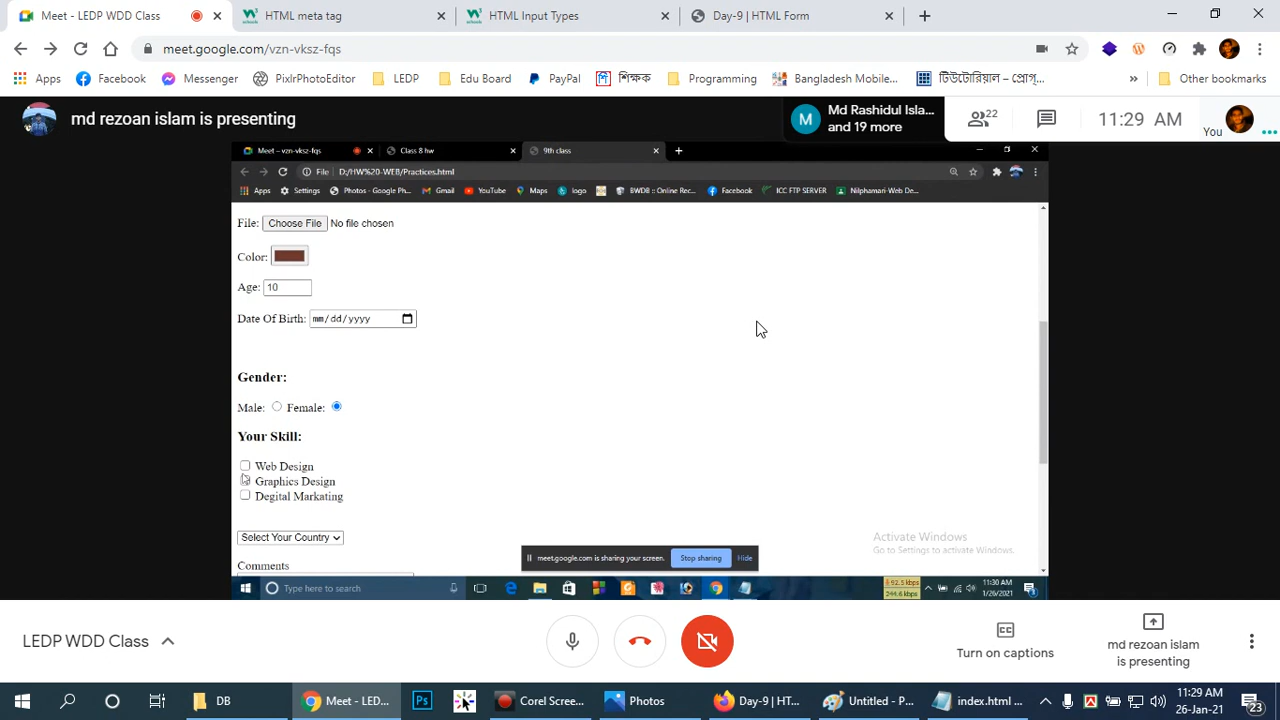 Meet - LEDP WDD Class
HTML meta tag
HTML Input Types
Day-9 | HTML Form
meet.google.com/vzn-vksz-fqs
Apps
Facebook
Messenger
PixlrPhotoEditor
LEDP
Edu Board
PayPal
শিক্ষক
Programming
Bangladesh Mobile...
টিউটোরিয়াল – প্রোগ্...
Other bookmarks
md rezoan islam is presenting
M
Md Rashidul Isla...
and 19 more
22
11:29 AM
You
Meet – vzn-vksz-fqs
Class 8 hw
9th class
File
D:/HW%20-WEB/Practices.html
Apps
Settings
Photos - Google Ph...
Gmail
YouTube
Maps
logo
BWDB :: Online Rec...
Facebook
ICC FTP SERVER
Nilphamari-Web De...
File: Choose File No file chosen
Color:
Age: 10
Date Of Birth: mm/dd/yyyy
Gender:
Male: Female:
Your Skill:
Web Design
Graphics Design
Degital Markating
Select Your Country
Comments
Activate Windows
Go to Settings to activate Windows.
meet.google.com is sharing your screen.
Stop sharing
Hide
Type here to search
11:30 AM
1/26/2021
LEDP WDD Class
Turn on captions
md rezoan islam
is presenting
DB
Meet - LED...
Ps
Corel Scree...
Photos
Day-9 | HT...
Untitled - P...
index.html ...
11:29 AM
26-Jan-21
23